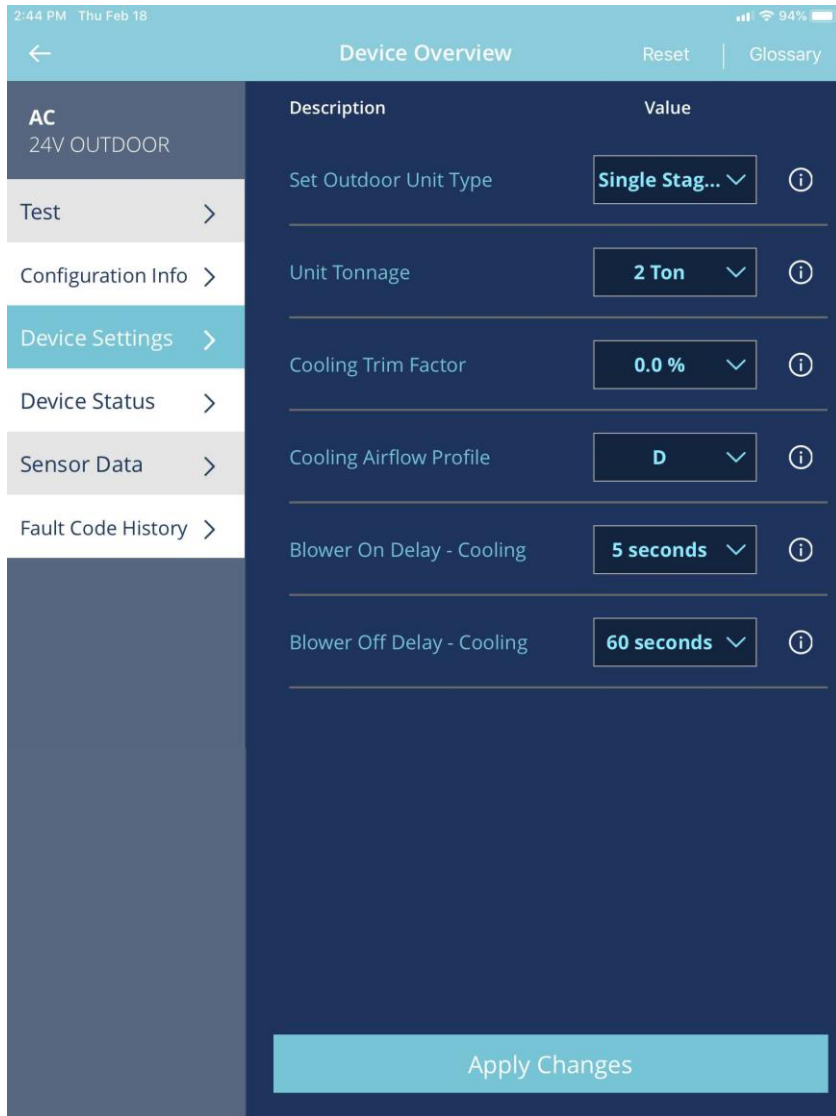 2:44 PM Thu Feb 18
94%
Device Overview
Reset
Glossary
AC
24V OUTDOOR
Test
Configuration Info
Device Settings
Device Status
Sensor Data
Fault Code History
Description Value
Set Outdoor Unit Type Single Stag...
Unit Tonnage 2 Ton
Cooling Trim Factor 0.0 %
Cooling Airflow Profile D
Blower On Delay - Cooling 5 seconds
Blower Off Delay - Cooling 60 seconds
Apply Changes